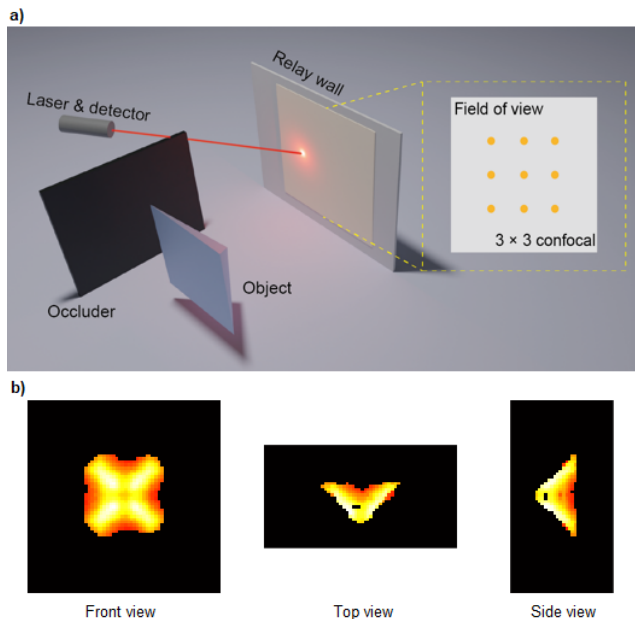 a)
Relay wall
Laser & detector
Field of view
3 × 3 confocal
Object
Occluder
b)
Front view
Top view
Side view